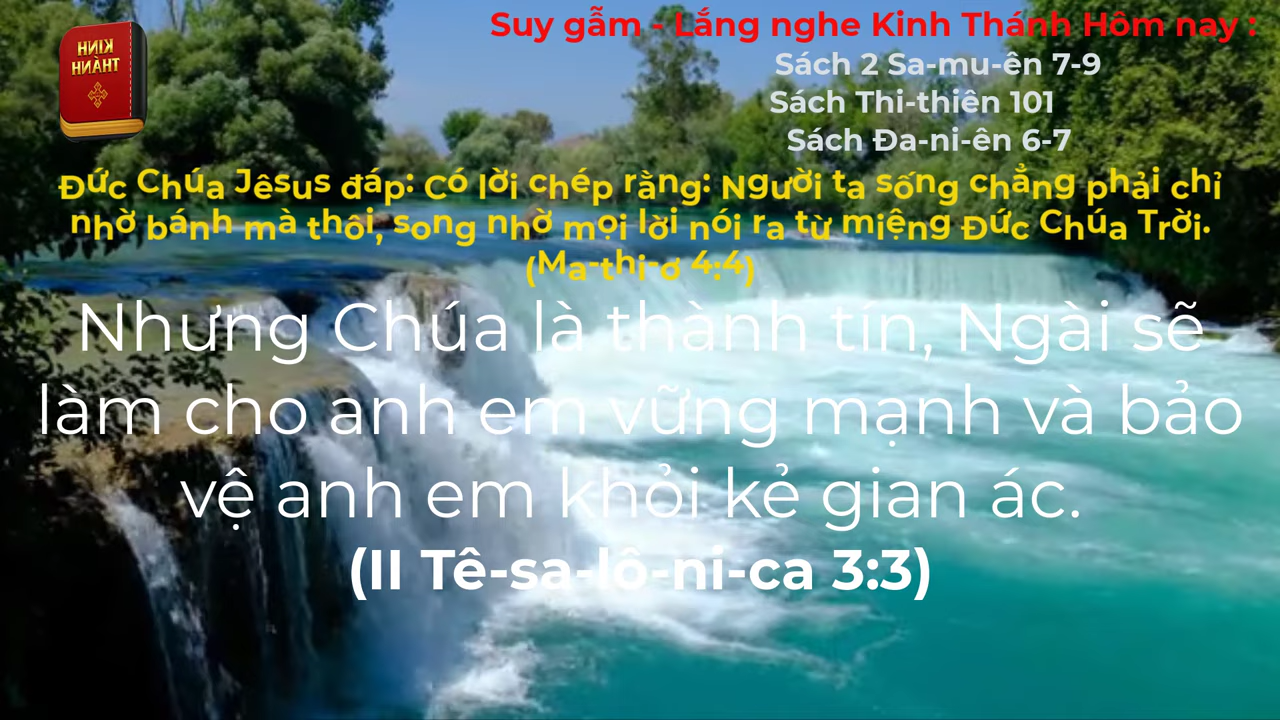 KINH
THÁNH
Suy gẫm - Lắng nghe Kinh Thánh Hôm nay :
Sách 2 Sa-mu-ên 7-9
Sách Thi-thiên 101
Sách Đa-ni-ên 6-7
Đức Chúa Jêsus đáp: Có lời chép rằng: Người ta sống chẳng phải chỉ
nhờ bánh mà thôi, song nhờ mọi lời nói ra từ miệng Đức Chúa Trời.
(Ma-thi-ơ 4:4)
Nhưng Chúa là thành tín, Ngài sẽ
làm cho anh em vững mạnh và bảo
vệ anh em khỏi kẻ gian ác.
(II Tê-sa-lô-ni-ca 3:3)